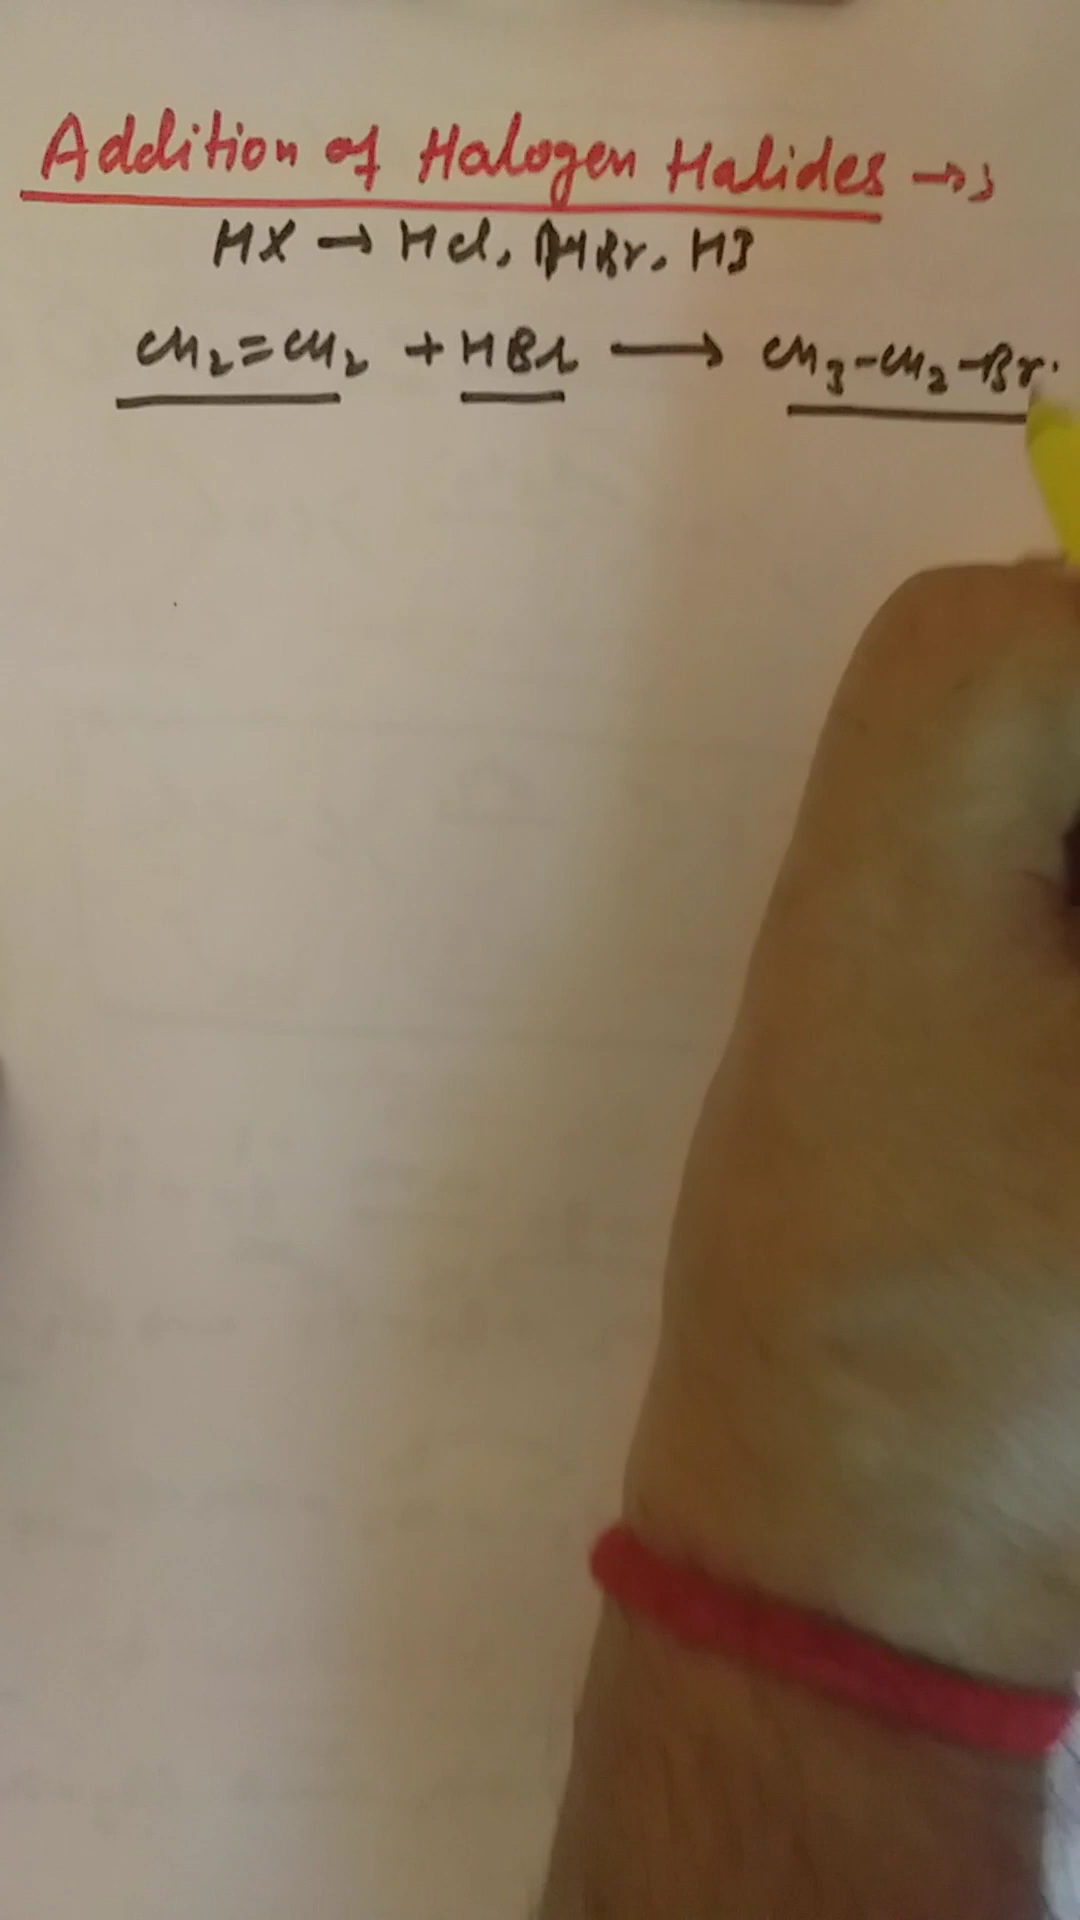 Addition of Halogen Halides →
HX → HCl, HBr, HI
CH₂=CH₂ + HBr ⟶ CH₃-CH₂-Br.